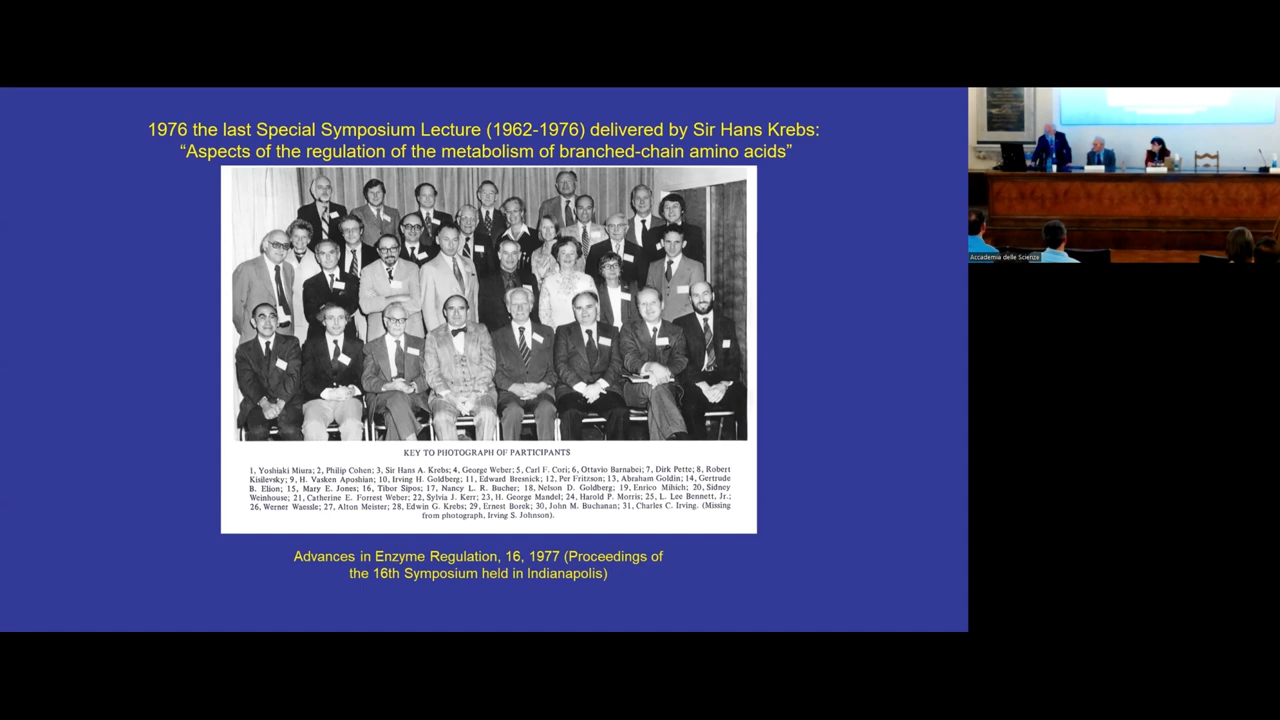 1976 the last Special Symposium Lecture (1962-1976) delivered by Sir Hans Krebs:
“Aspects of the regulation of the metabolism of branched-chain amino acids”
KEY TO PHOTOGRAPH OF PARTICIPANTS
1, Yoshiaki Miura; 2, Philip Cohen; 3, Sir Hans A. Krebs; 4, George Weber; 5, Carl F. Cori; 6, Ottavio Barnabei; 7, Dirk Pette; 8, Robert
Kisilevsky; 9, H. Vasken Aposhian; 10, Irving H. Goldberg; 11, Edward Bresnick; 12, Per Fritzson; 13, Abraham Goldin; 14, Gertrude
B. Elion; 15, Mary E. Jones; 16, Tibor Sipos; 17, Nancy L. R. Bucher; 18, Nelson D. Goldberg; 19, Enrico Mihich; 20, Sidney
Weinhouse; 21, Catherine E. Forrest Weber; 22, Sylvia J. Kerr; 23, H. George Mandel; 24, Harold P. Morris; 25, L. Lee Bennett, Jr.;
26, Werner Waessle; 27, Alton Meister; 28, Edwin G. Krebs; 29, Ernest Borek; 30, John M. Buchanan; 31, Charles C. Irving. (Missing
from photograph, Irving S. Johnson).
Advances in Enzyme Regulation, 16, 1977 (Proceedings of
the 16th Symposium held in Indianapolis)
Accademia delle Scienze